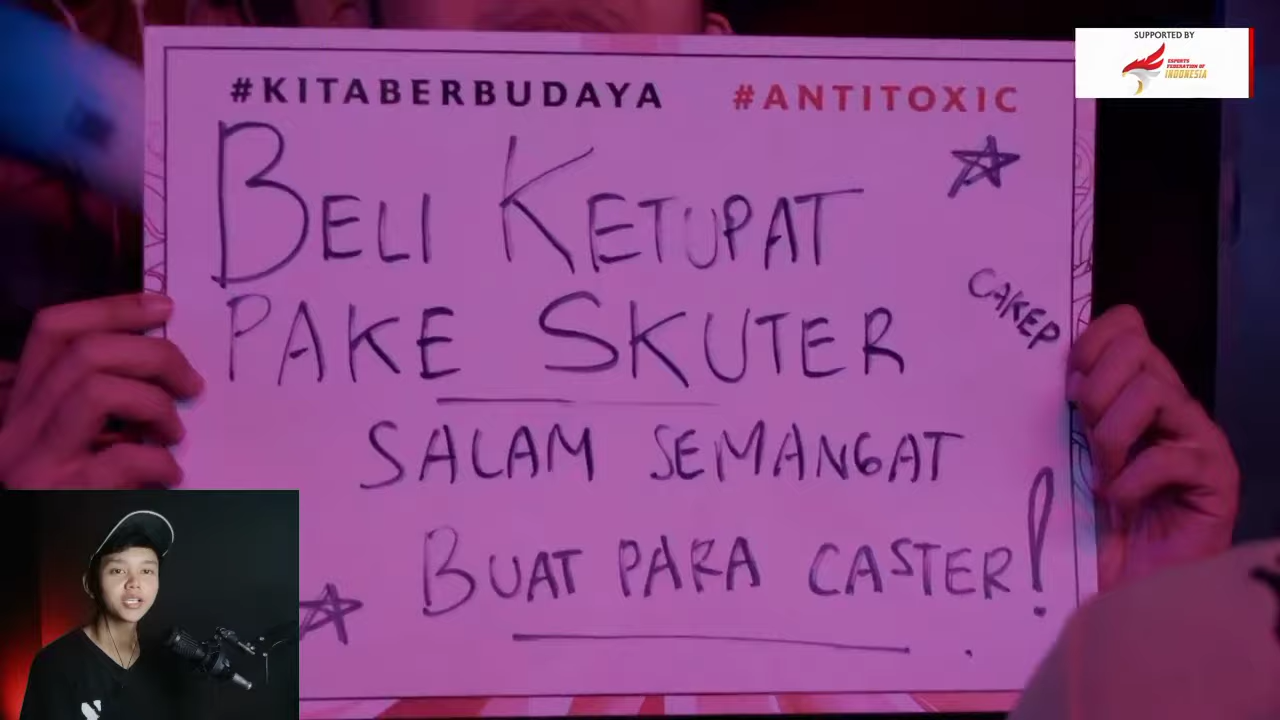 SUPPORTED BY
ESPORTS
FEDERATION OF
INDONESIA
#KITABERBUDAYA #ANTITOXIC
BELI KETUPAT
PAKE SKUTER
CAKEP
SALAM SEMANGAT
BUAT PARA CASTER!